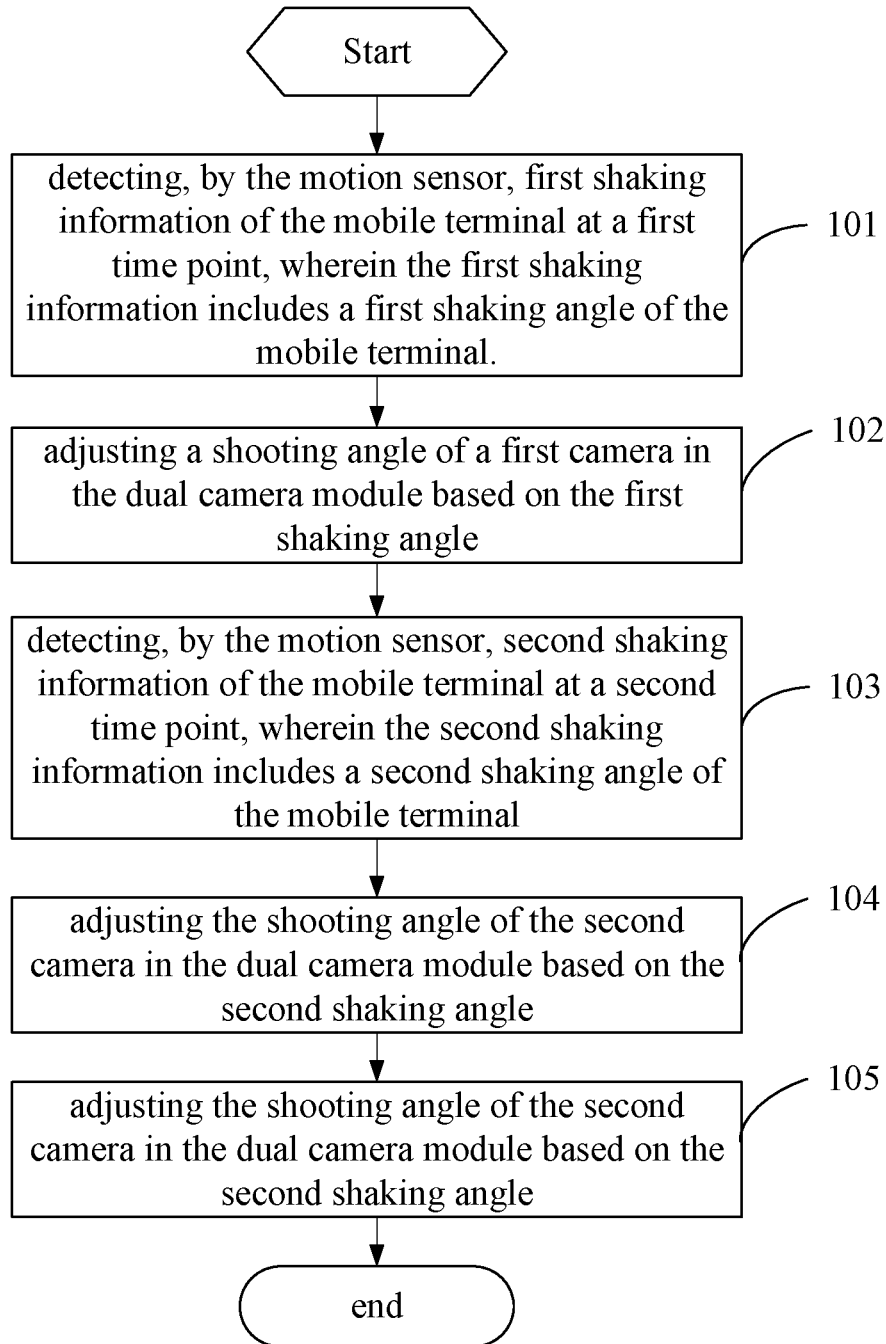 Start
detecting, by the motion sensor, first shaking
information of the mobile terminal at a first
time point, wherein the first shaking
information includes a first shaking angle of the
mobile terminal.
101
adjusting a shooting angle of a first camera in
the dual camera module based on the first
shaking angle
102
detecting, by the motion sensor, second shaking
information of the mobile terminal at a second
time point, wherein the second shaking
information includes a second shaking angle of
the mobile terminal
103
adjusting the shooting angle of the second
camera in the dual camera module based on the
second shaking angle
104
adjusting the shooting angle of the second
camera in the dual camera module based on the
second shaking angle
105
end